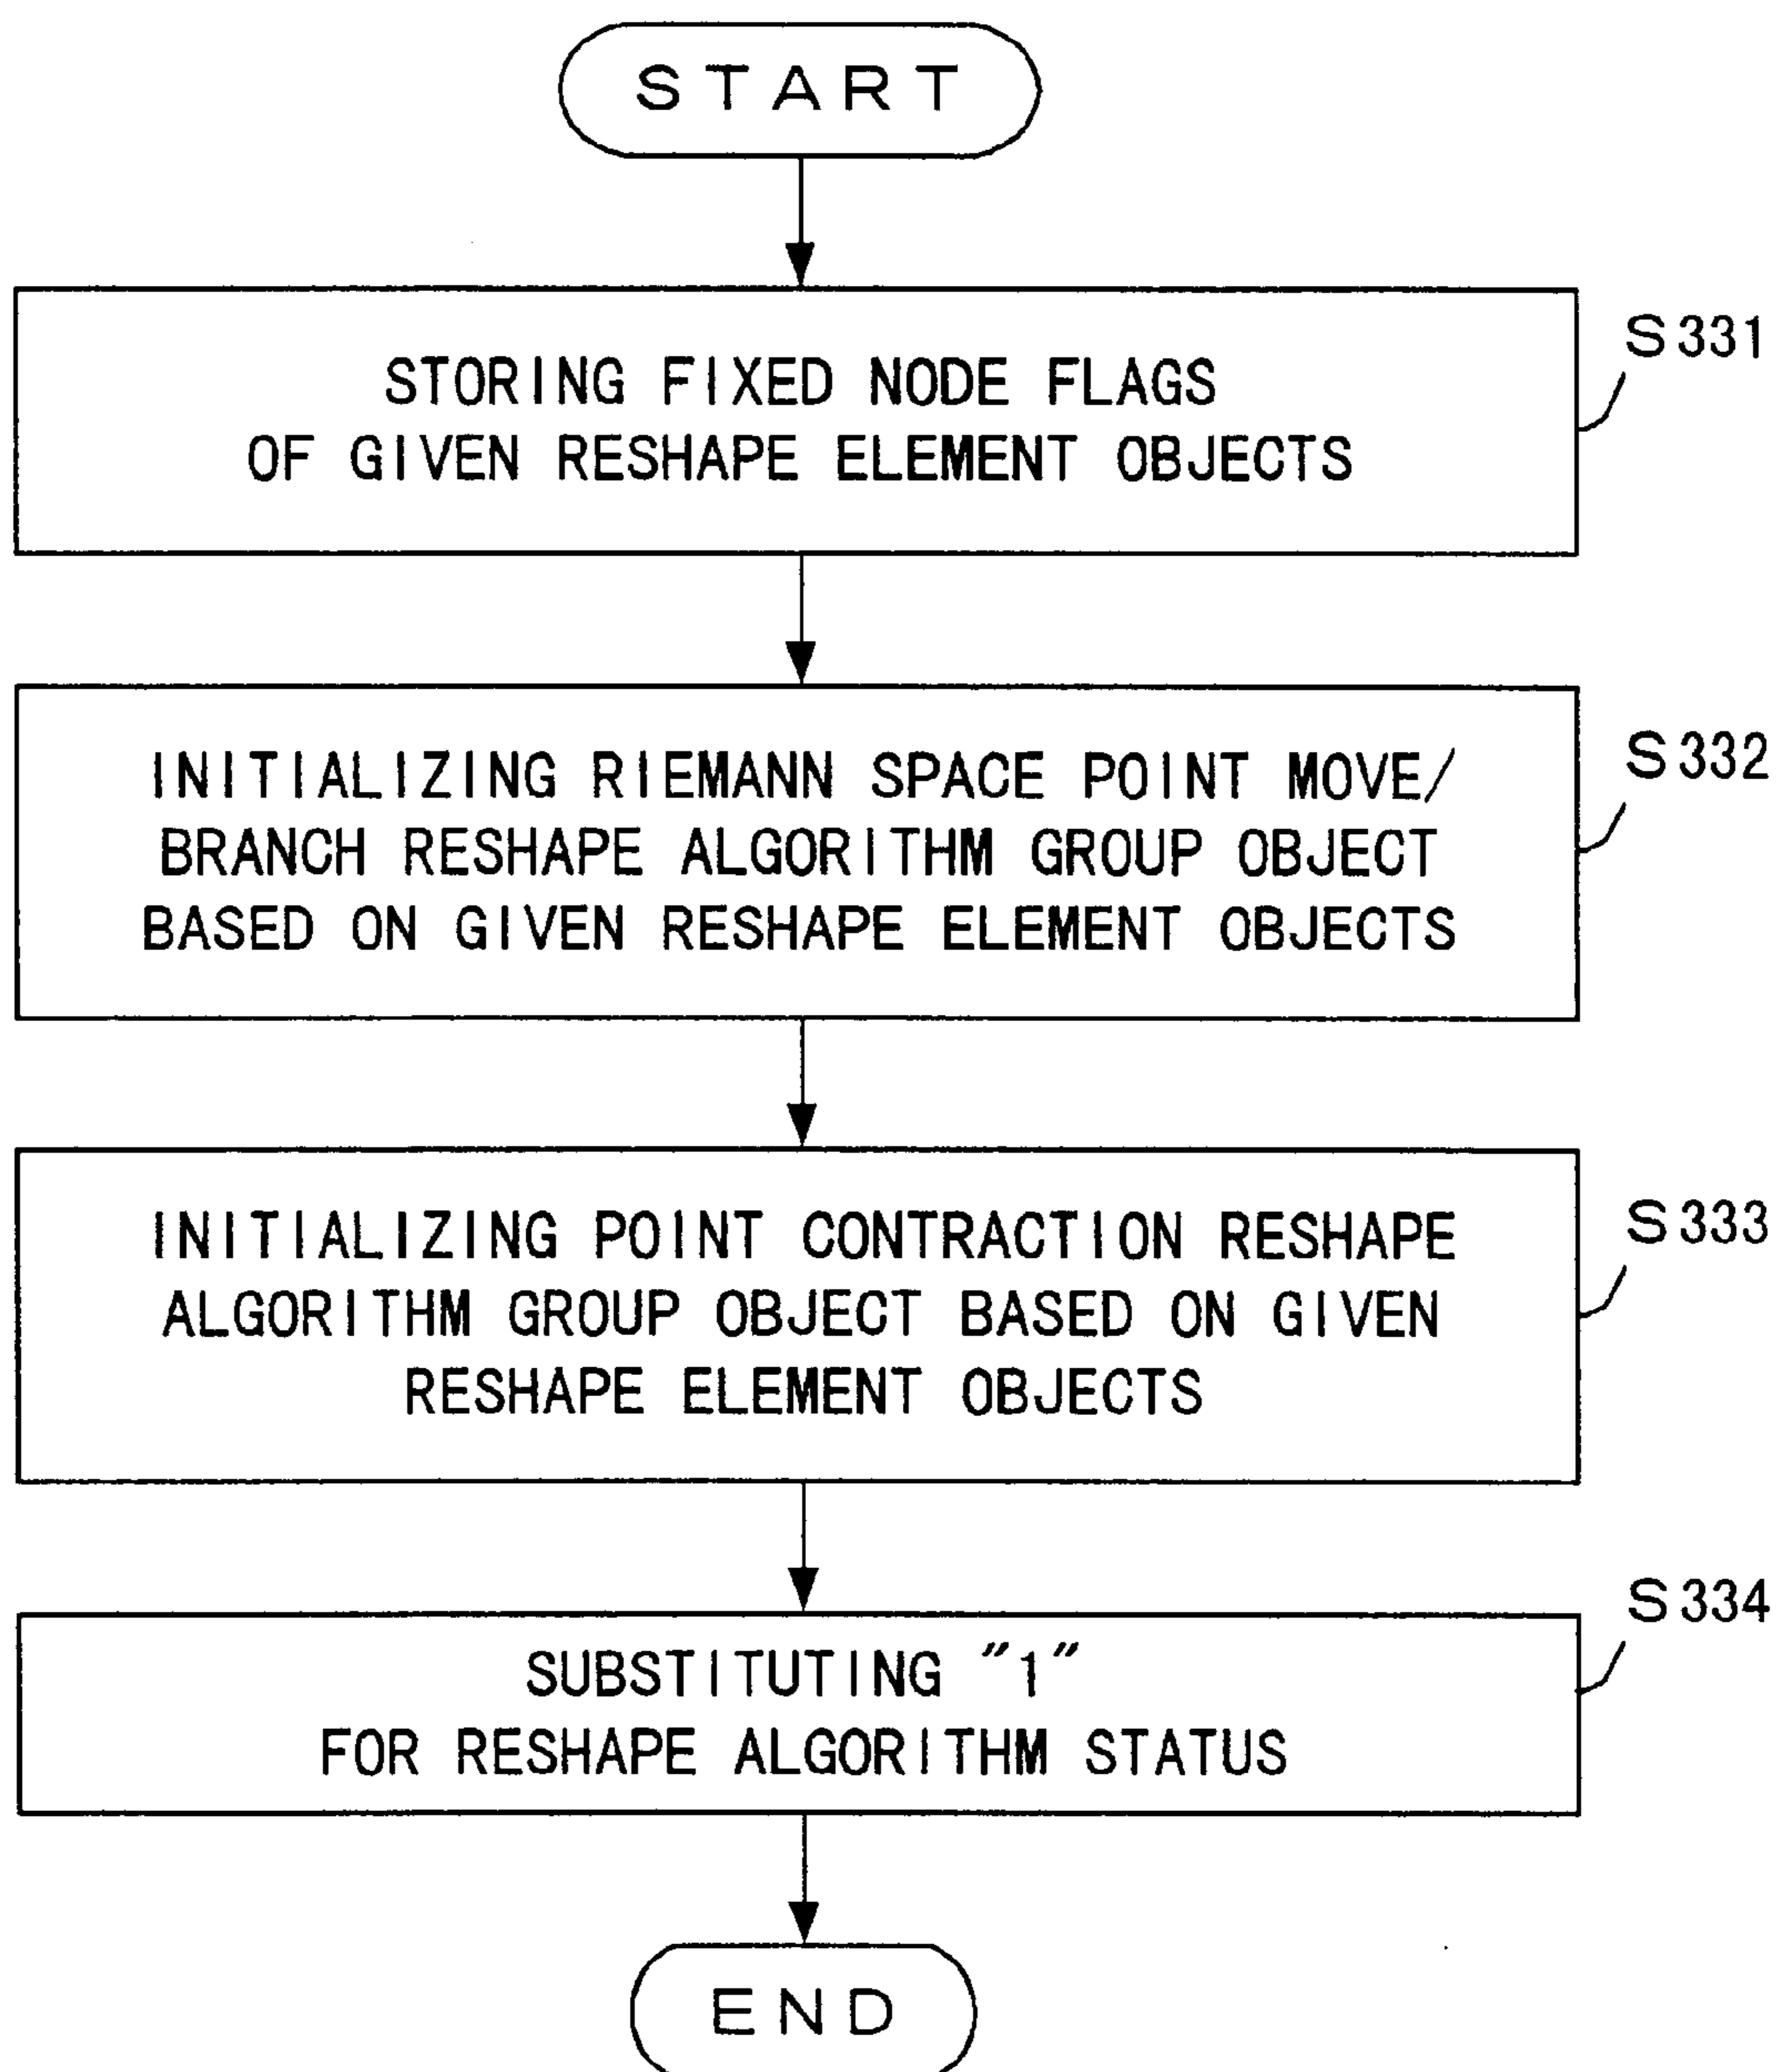 START
S331
STORING FIXED NODE FLAGS
OF GIVEN RESHAPE ELEMENT OBJECTS
S332
INITIALIZING RIEMANN SPACE POINT MOVE/
BRANCH RESHAPE ALGORITHM GROUP OBJECT
BASED ON GIVEN RESHAPE ELEMENT OBJECTS
S333
INITIALIZING POINT CONTRACTION RESHAPE
ALGORITHM GROUP OBJECT BASED ON GIVEN
RESHAPE ELEMENT OBJECTS
S334
SUBSTITUTING "1"
FOR RESHAPE ALGORITHM STATUS
END